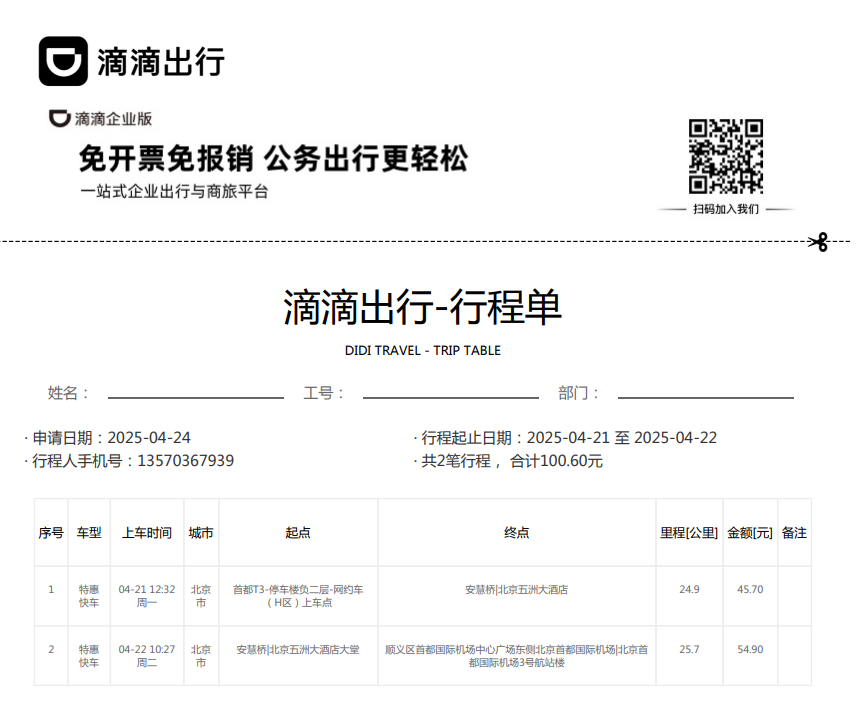 滴滴出行
滴滴企业版
免开票免报销 公务出行更轻松
一站式企业出行与商旅平台
扫码加入我们
滴滴出行-行程单
DIDI TRAVEL - TRIP TABLE
姓名： 工号： 部门：
· 申请日期：2025-04-24 · 行程起止日期：2025-04-21 至 2025-04-22
· 行程人手机号：13570367939 · 共2笔行程， 合计100.60元
序号 车型 上车时间 城市 起点 终点 里程[公里] 金额[元] 备注
1 特惠快车 04-21 12:32 周一 北京市 首都T3-停车楼负二层-网约车（H区）上车点 安慧桥|北京五洲大酒店 24.9 45.70
2 特惠快车 04-22 10:27 周二 北京市 安慧桥|北京五洲大酒店大堂 顺义区首都国际机场中心广场东侧北京首都国际机场|北京首都国际机场3号航站楼 25.7 54.90